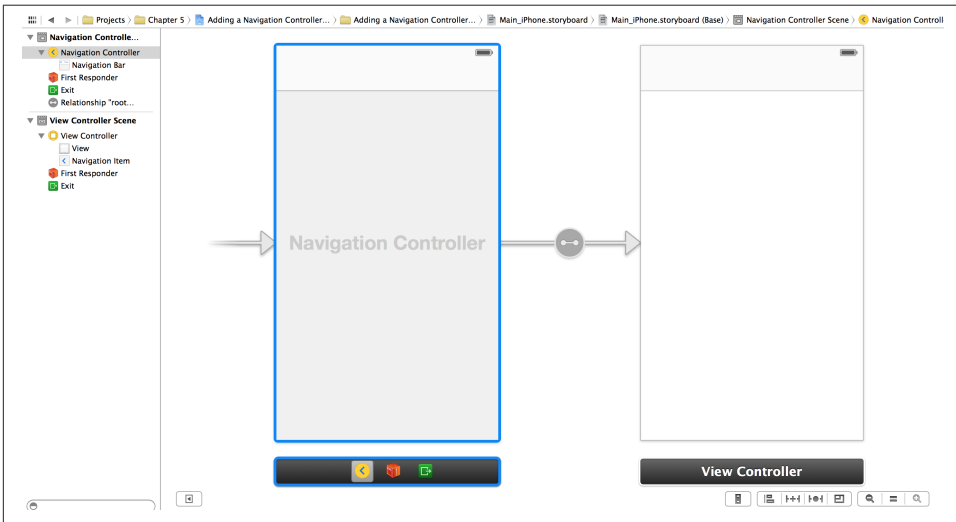 Projects Chapter 5 Adding a Navigation Controller... Adding a Navigation Controller... Main_iPhone.storyboard Main_iPhone.storyboard (Base) Navigation Controller Scene Navigation Controll
Navigation Controlle...
Navigation Controller
Navigation Bar
First Responder
Exit
Relationship "root...
View Controller Scene
View Controller
View
Navigation Item
First Responder
Exit
Navigation Controller
View Controller